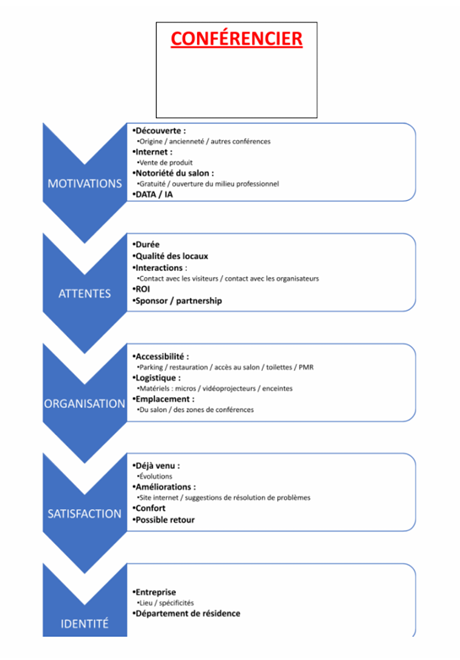 CONFÉRENCIER
MOTIVATIONS
•Découverte :
•Origine / ancienneté / autres conférences
•Internet :
•Vente de produit
•Notoriété du salon :
•Gratuité / ouverture du milieu professionnel
•DATA / IA
ATTENTES
•Durée
•Qualité des locaux
•Interactions :
•Contact avec les visiteurs / contact avec les organisateurs
•ROI
•Sponsor / partnership
ORGANISATION
•Accessibilité :
•Parking / restauration / accès au salon / toilettes / PMR
•Logistique :
•Matériels : micros / vidéoprojecteurs / enceintes
•Emplacement :
•Du salon / des zones de conférences
SATISFACTION
•Déjà venu :
•Évolutions
•Améliorations :
•Site internet / suggestions de résolution de problèmes
•Confort
•Possible retour
IDENTITÉ
•Entreprise
•Lieu / spécificités
•Département de résidence